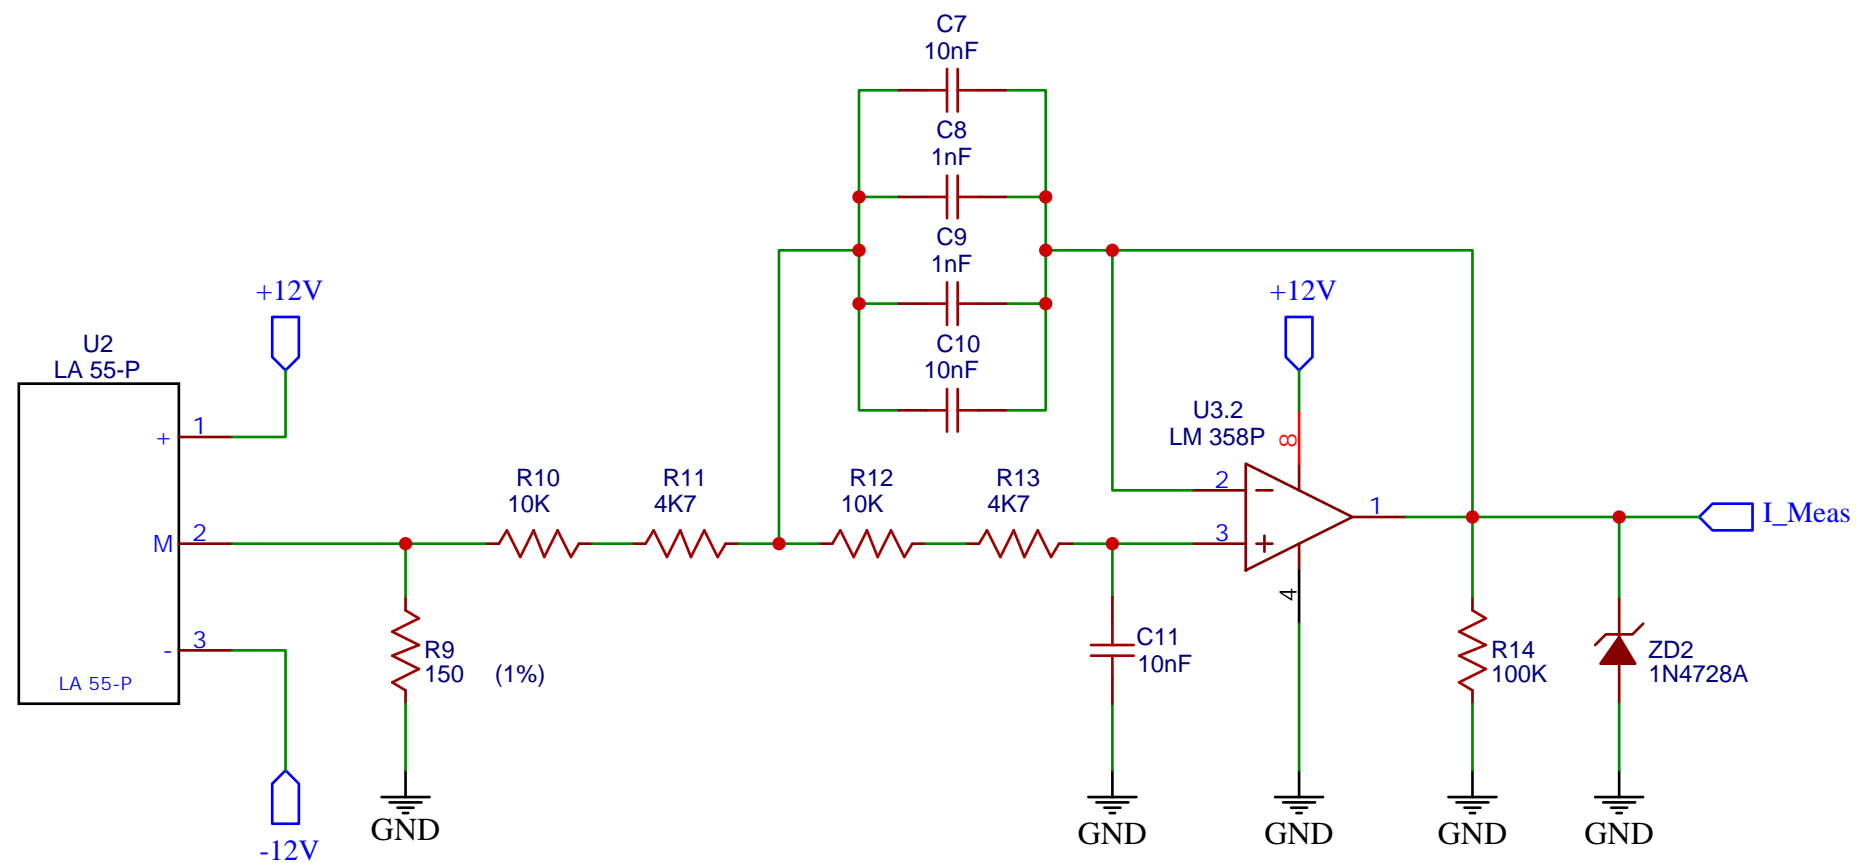 C7
10nF
C8
1nF
C9
1nF
C10
10nF
+12V
+12V
U2
LA 55-P
+ 1
M 2
- 3
LA 55-P
-12V
R9
150 (1%)
GND
R10
10K
R11
4K7
R12
10K
R13
4K7
C11
10nF
GND
U3.2
LM 358P
8
2
3
1
4
GND
I_Meas
R14
100K
GND
ZD2
1N4728A
GND